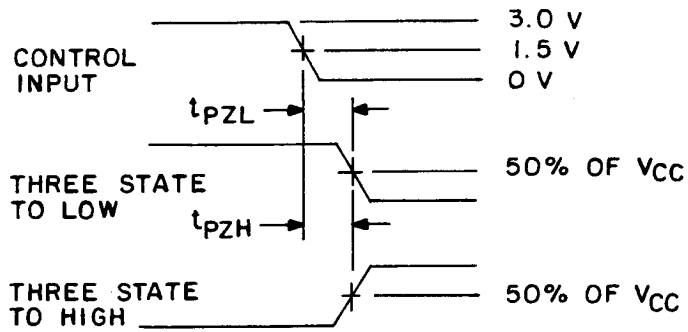 3.0 V
1.5 V
0 V
CONTROL
INPUT
tPZL
50% OF VCC
THREE STATE
TO LOW
tPZH
THREE STATE
TO HIGH
50% OF VCC